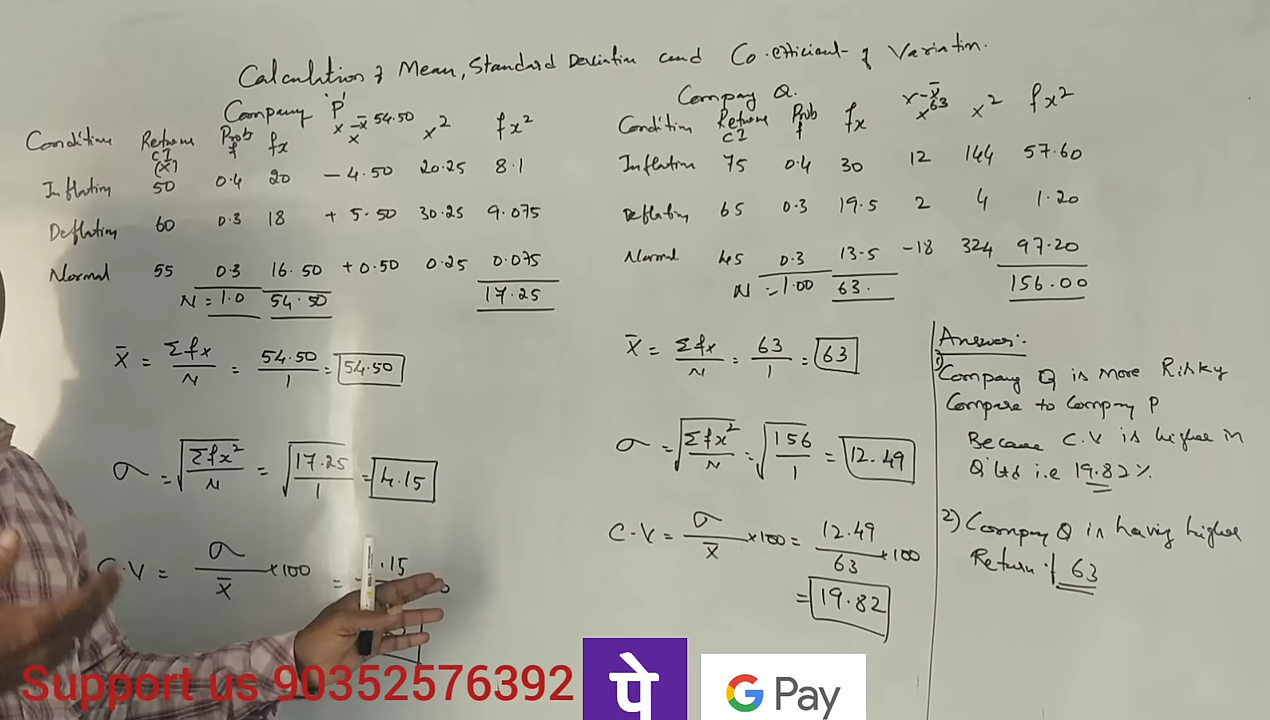 Calculation of Mean, Standard Deviation and Co.efficient of Variation.
Company 'P'
Condition Returns CI (X) Prob f fx x - x̄ 54.50 x x² fx²
Inflation 50 0.4 20 - 4.50 20.25 8.1
Deflation 60 0.3 18 + 5.50 30.25 9.075
Normal 55 0.3 16.50 +0.50 0.25 0.075
N = 1.0 54.50 17.25
X̄ = Σfx / N = 54.50 / 1 = 54.50
σ = √Σfx² / N = √17.25 / 1 = 4.15
C.V = σ / x̄ ×100 = .15
Company Q.
Condition Returns CI Prob f fx x - x̄ 63 x x² fx²
Inflation 75 0.4 30 12 144 57.60
Deflation 65 0.3 19.5 2 4 1.20
Normal 45 0.3 13.5 -18 324 97.20
N = 1.00 63. 156.00
X̄ = Σfx / N = 63 / 1 = 63
σ = √Σfx² / N = √156 / 1 = 12.49
C.V = σ / x̄ ×100 = 12.49 / 63 ×100
= 19.82
Answer:-
1) Company Q is More Risky
Compare to Company P
Because C.V is higher in
Q Ltd i.e 19.82%.
2) Company Q is having higher
Return of 63
Support us 90352576392
पे
G Pay